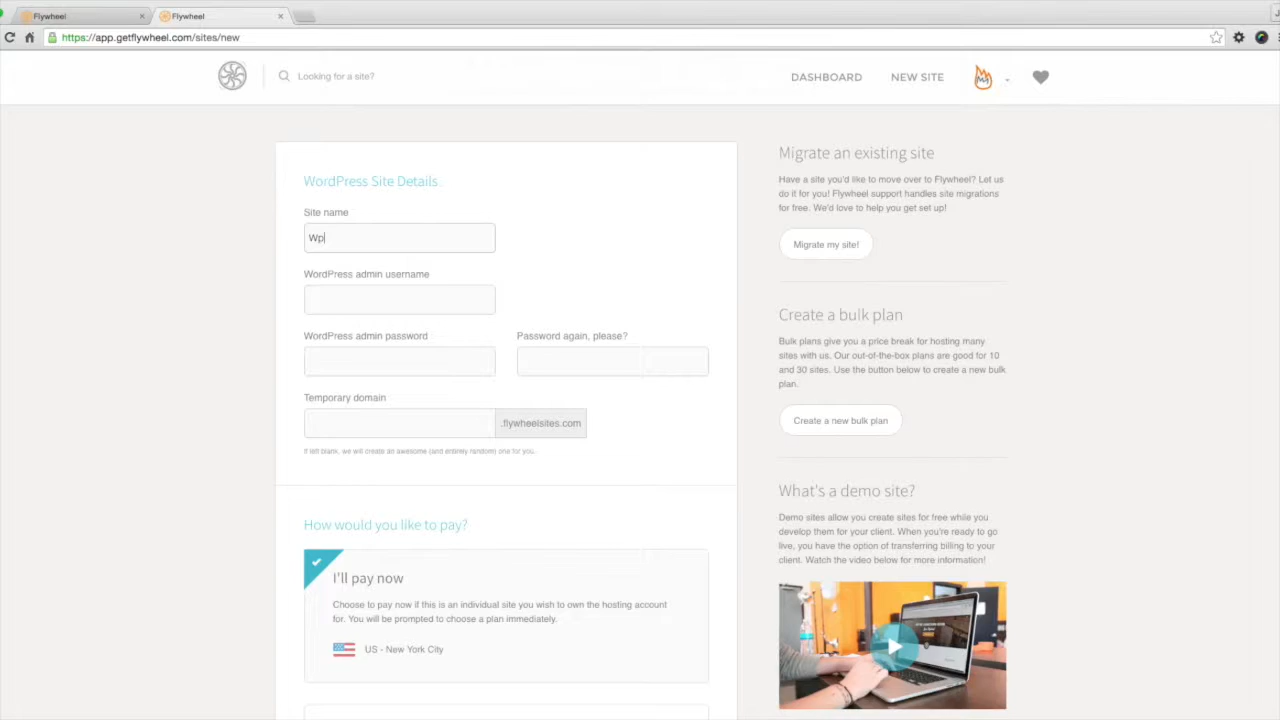 Flywheel
Flywheel
https://app.getflywheel.com/sites/new
Looking for a site?
DASHBOARD
NEW SITE
WordPress Site Details
Site name
Wp
WordPress admin username
WordPress admin password
Password again, please?
Temporary domain
.flywheelsites.com
If left blank, we will create an awesome (and entirely random) one for you.
How would you like to pay?
I'll pay now
Choose to pay now if this is an individual site you wish to own the hosting account
for. You will be prompted to choose a plan immediately.
US - New York City
Migrate an existing site
Have a site you'd like to move over to Flywheel? Let us
do it for you! Flywheel support handles site migrations
for free. We'd love to help you get set up!
Migrate my site!
Create a bulk plan
Bulk plans give you a price break for hosting many
sites with us. Our out-of-the-box plans are good for 10
and 30 sites. Use the button below to create a new bulk
plan.
Create a new bulk plan
What's a demo site?
Demo sites allow you create sites for free while you
develop them for your client. When you're ready to go
live, you have the option of transferring billing to your
client. Watch the video below for more information!